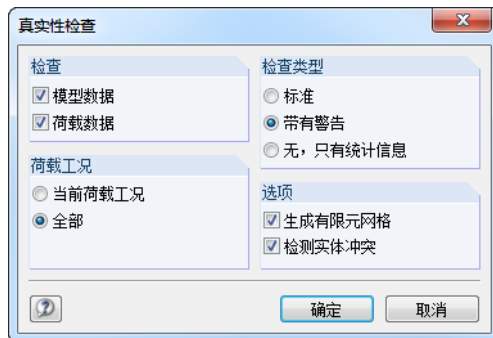 真实性检查
检查
模型数据
荷载数据
荷载工况
当前荷载工况
全部
检查类型
标准
带有警告
无，只有统计信息
选项
生成有限元网格
检测实体冲突
确定
取消